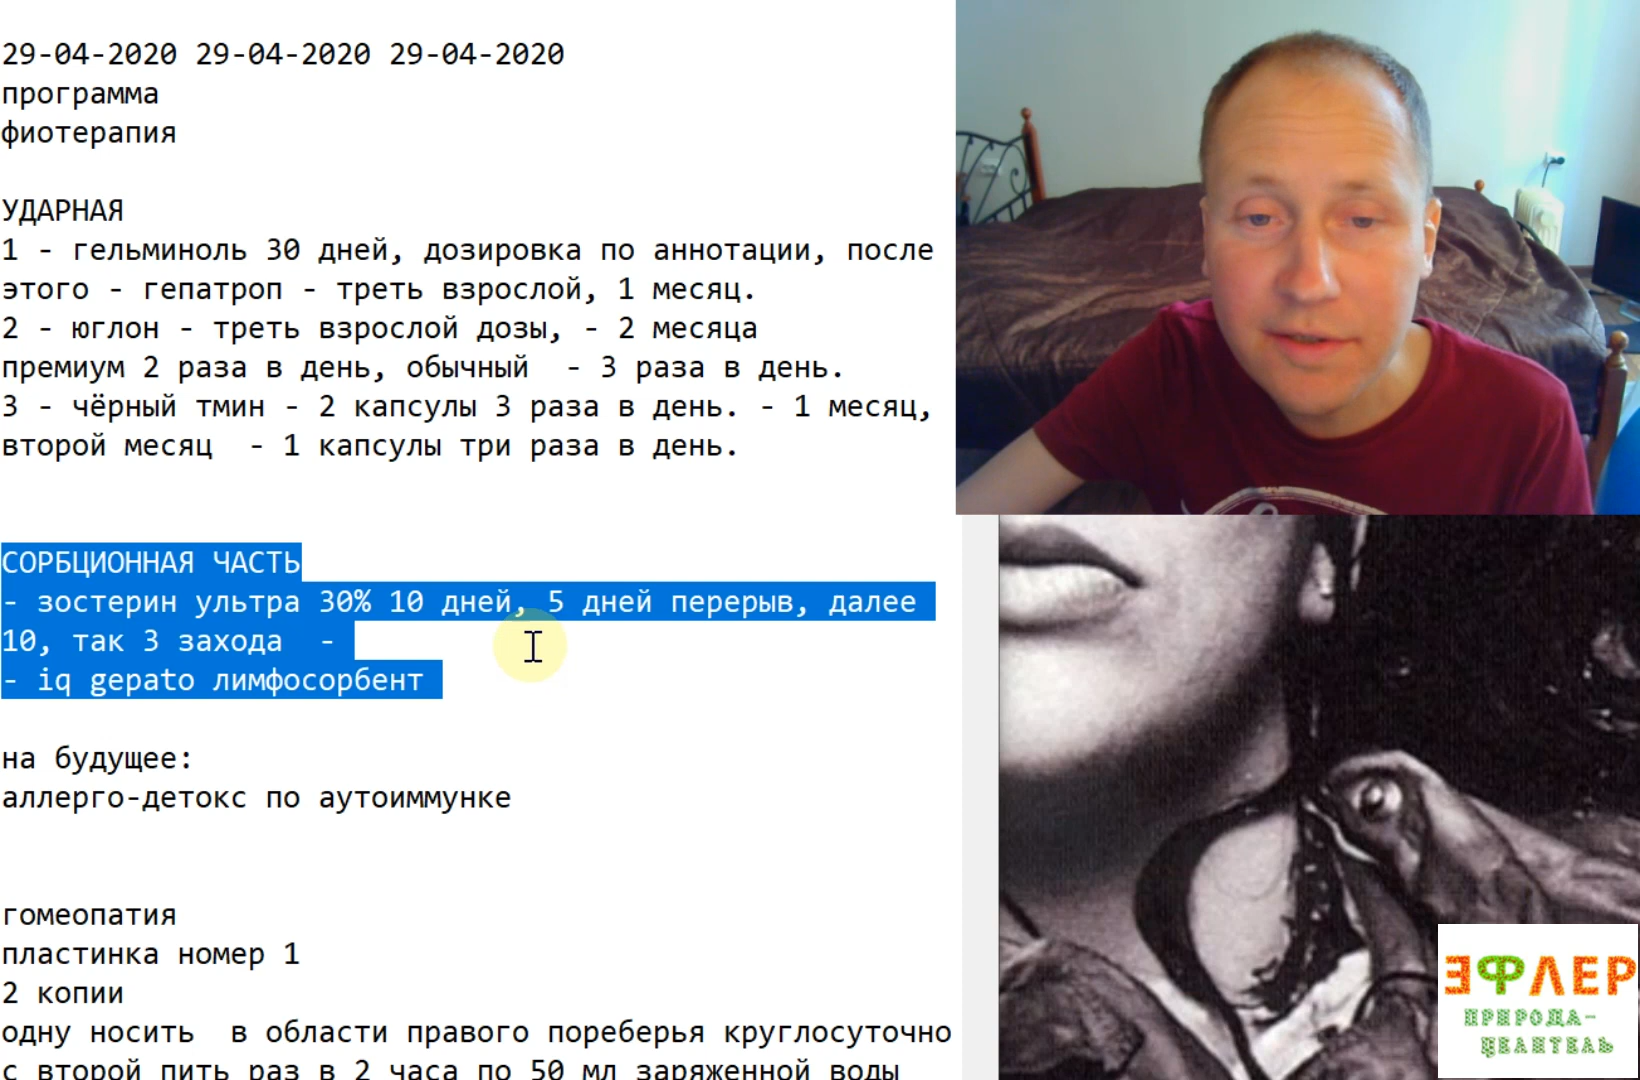 29-04-2020 29-04-2020 29-04-2020
программа
фиотерапия
УДАРНАЯ
1 - гельминоль 30 дней, дозировка по аннотации, после
этого - гепатроп - треть взрослой, 1 месяц.
2 - юглон - треть взрослой дозы, - 2 месяца
премиум 2 раза в день, обычный  - 3 раза в день.
3 - чёрный тмин - 2 капсулы 3 раза в день. - 1 месяц,
второй месяц  - 1 капсулы три раза в день.
СОРБЦИОННАЯ ЧАСТЬ
- зостерин ультра 30% 10 дней, 5 дней перерыв, далее
10, так 3 захода  -
- iq gepato лимфосорбент
на будущее:
аллерго-детокс по аутоиммунке
гомеопатия
пластинка номер 1
2 копии
одну носить  в области правого пореберья круглосуточно
с второй пить раз в 2 часа по 50 мл заряженной воды
ЭФЛЕР
ПРИРОДА-
ЦЕЛИТЕЛЬ